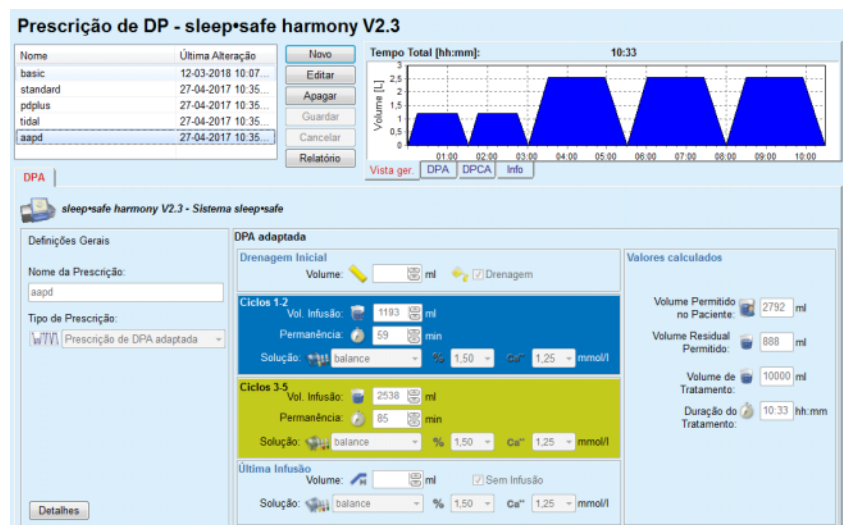 Prescrição de DP - sleep•safe harmony V2.3
Nome Última Alteração
basic 12-03-2018 10:07...
standard 27-04-2017 10:35...
pdplus 27-04-2017 10:35...
tidal 27-04-2017 10:35...
aapd 27-04-2017 10:35...
Novo
Editar
Apagar
Guardar
Cancelar
Relatório
Tempo Total [hh:mm]: 10:33
Volume [L]
3
2,5
2
1,5
1
0,5
0
01:00 02:00 03:00 04:00 05:00 06:00 07:00 08:00 09:00 10:00
Vista ger. DPA DPCA Info
DPA
sleep•safe harmony V2.3 - Sistema sleep•safe
Definições Gerais
Nome da Prescrição:
aapd
Tipo de Prescrição:
Prescrição de DPA adaptada
Detalhes
DPA adaptada
Drenagem Inicial
Volume: ml Drenagem
Ciclos 1-2
Vol. Infusão: 1193 ml
Permanência: 59 min
Solução: balance % 1,50 Ca⁺⁺ 1,25 mmol/l
Ciclos 3-5
Vol. Infusão: 2538 ml
Permanência: 85 min
Solução: balance % 1,50 Ca⁺⁺ 1,25 mmol/l
Última Infusão
Volume: ml Sem Infusão
Solução: balance % 1,50 Ca⁺⁺ 1,25 mmol/l
Valores calculados
Volume Permitido
no Paciente: 2792 ml
Volume Residual
Permitido: 888 ml
Volume de
Tratamento: 10000 ml
Duração do
Tratamento: 10:33 hh:mm